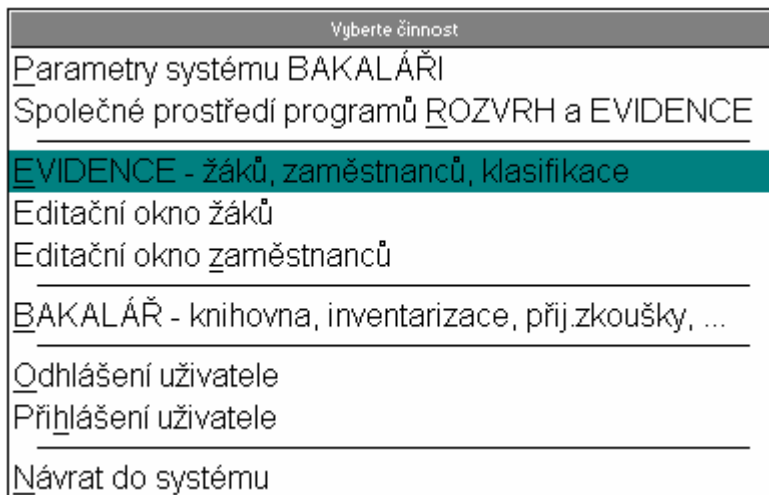 Vyberte činnost
Parametry systému BAKALÁŘI
Společné prostředí programů ROZVRH a EVIDENCE
EVIDENCE - žáků, zaměstnanců, klasifikace
Editační okno žáků
Editační okno zaměstnanců
BAKALÁŘ - knihovna, inventarizace, přij.zkoušky, ...
Odhlášení uživatele
Přihlášení uživatele
Návrat do systému